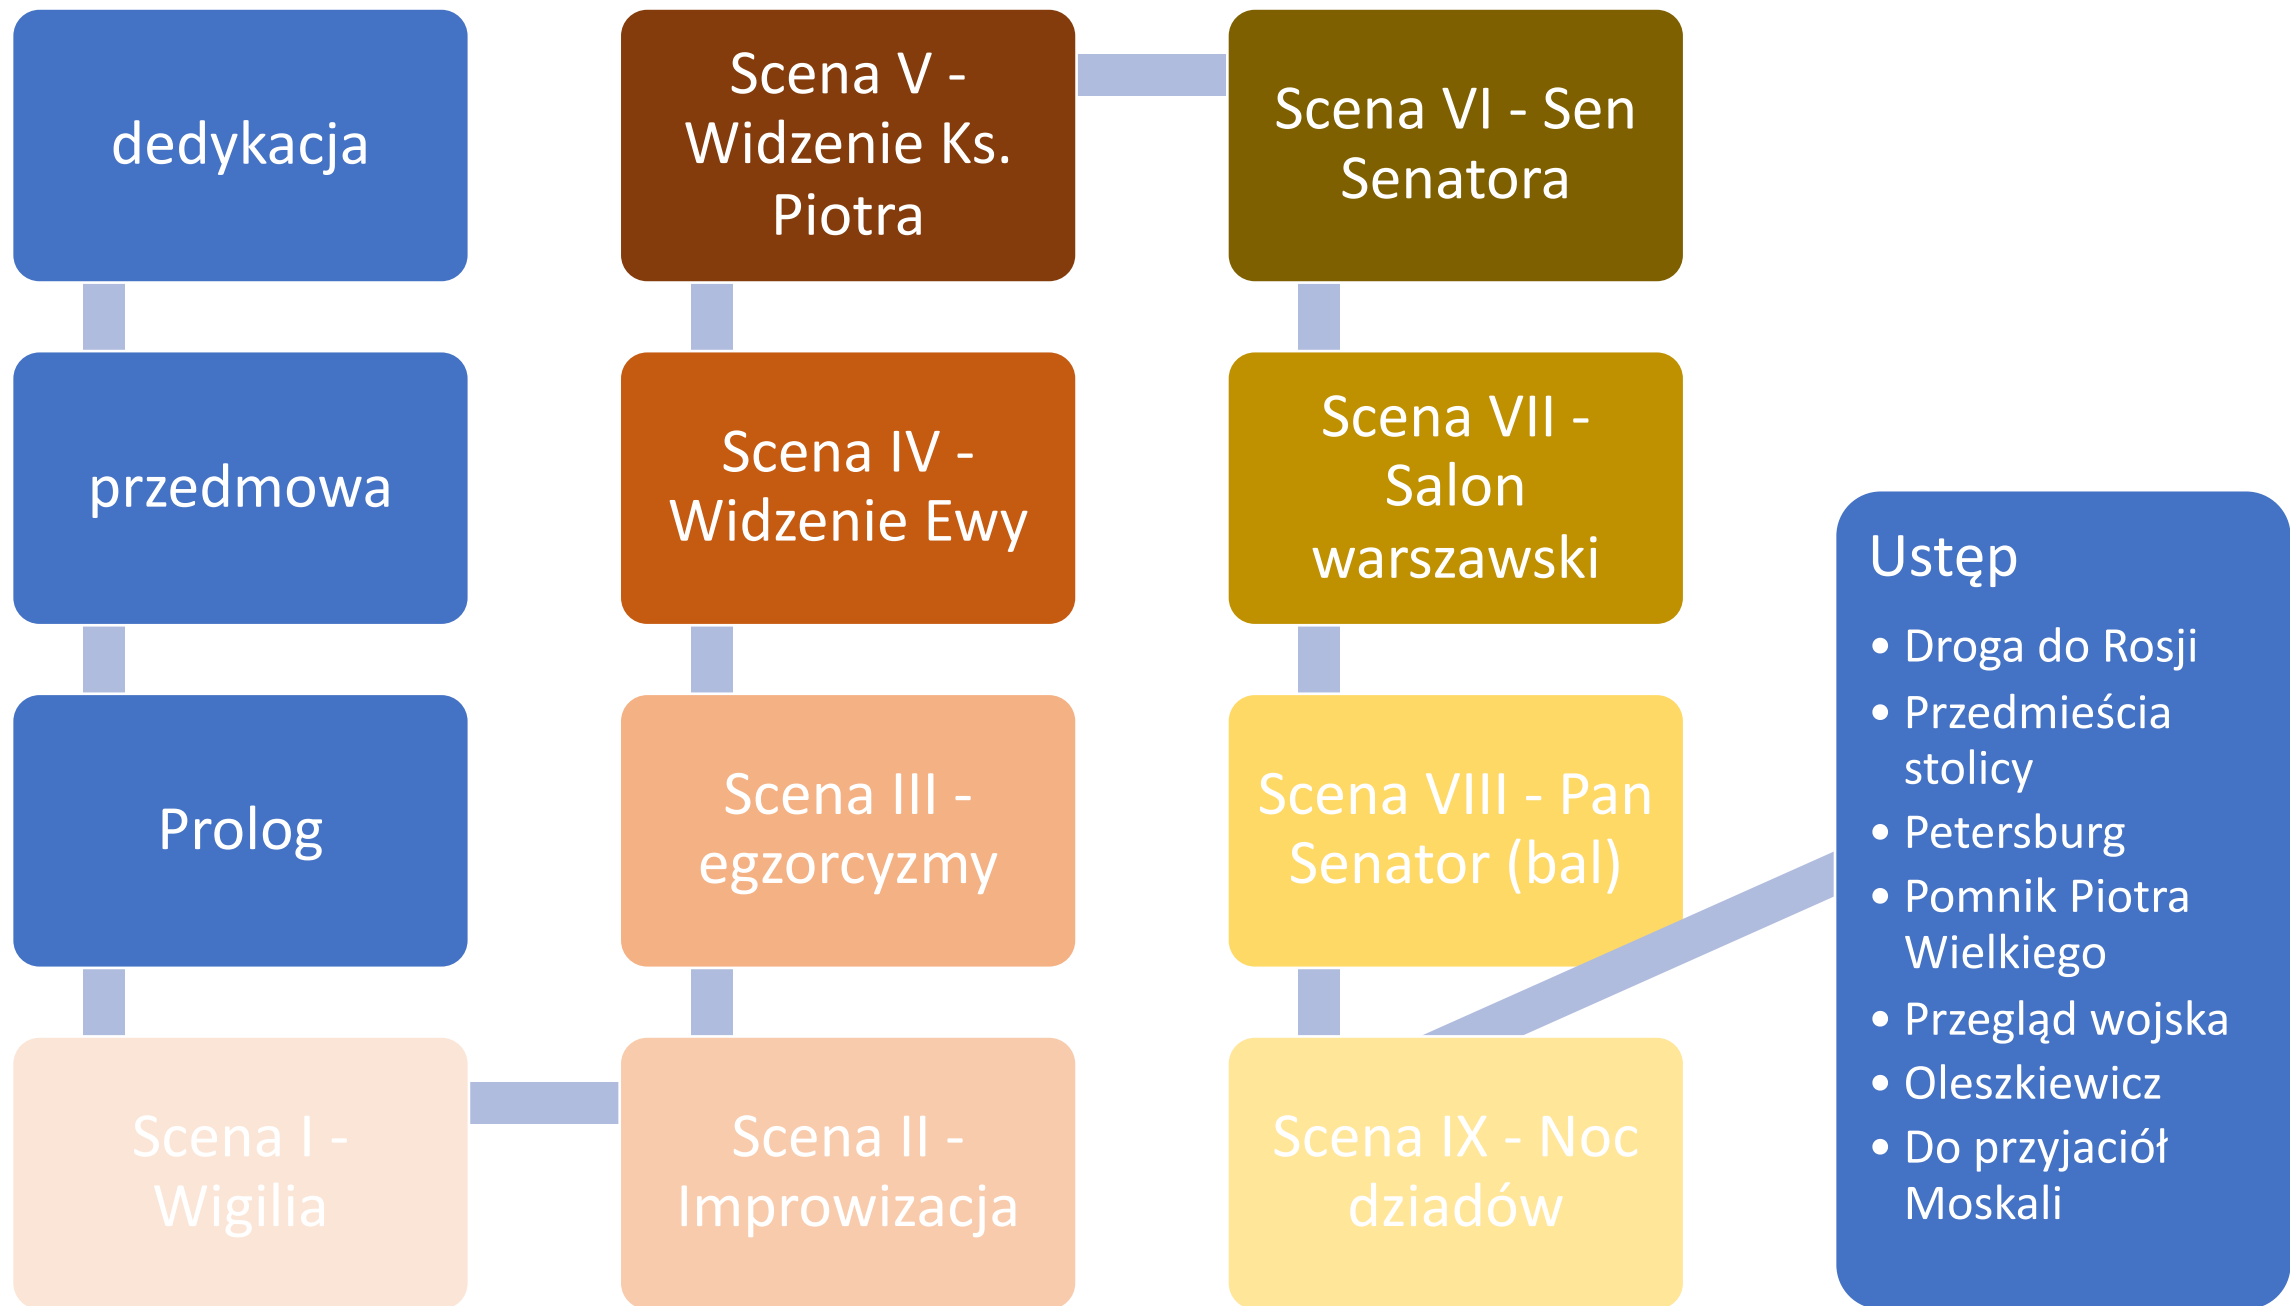 dedykacja
przedmowa
Prolog
Scena I -
Wigilia
Scena II -
Improwizacja
Scena III -
egzorcyzmy
Scena IV -
Widzenie Ewy
Scena V -
Widzenie Ks.
Piotra
Scena VI - Sen
Senatora
Scena VII -
Salon
warszawski
Scena VIII - Pan
Senator (bal)
Scena IX - Noc
dziadów
Ustęp
• Droga do Rosji
• Przedmieścia
stolicy
• Petersburg
• Pomnik Piotra
Wielkiego
• Przegląd wojska
• Oleszkiewicz
• Do przyjaciół
Moskali